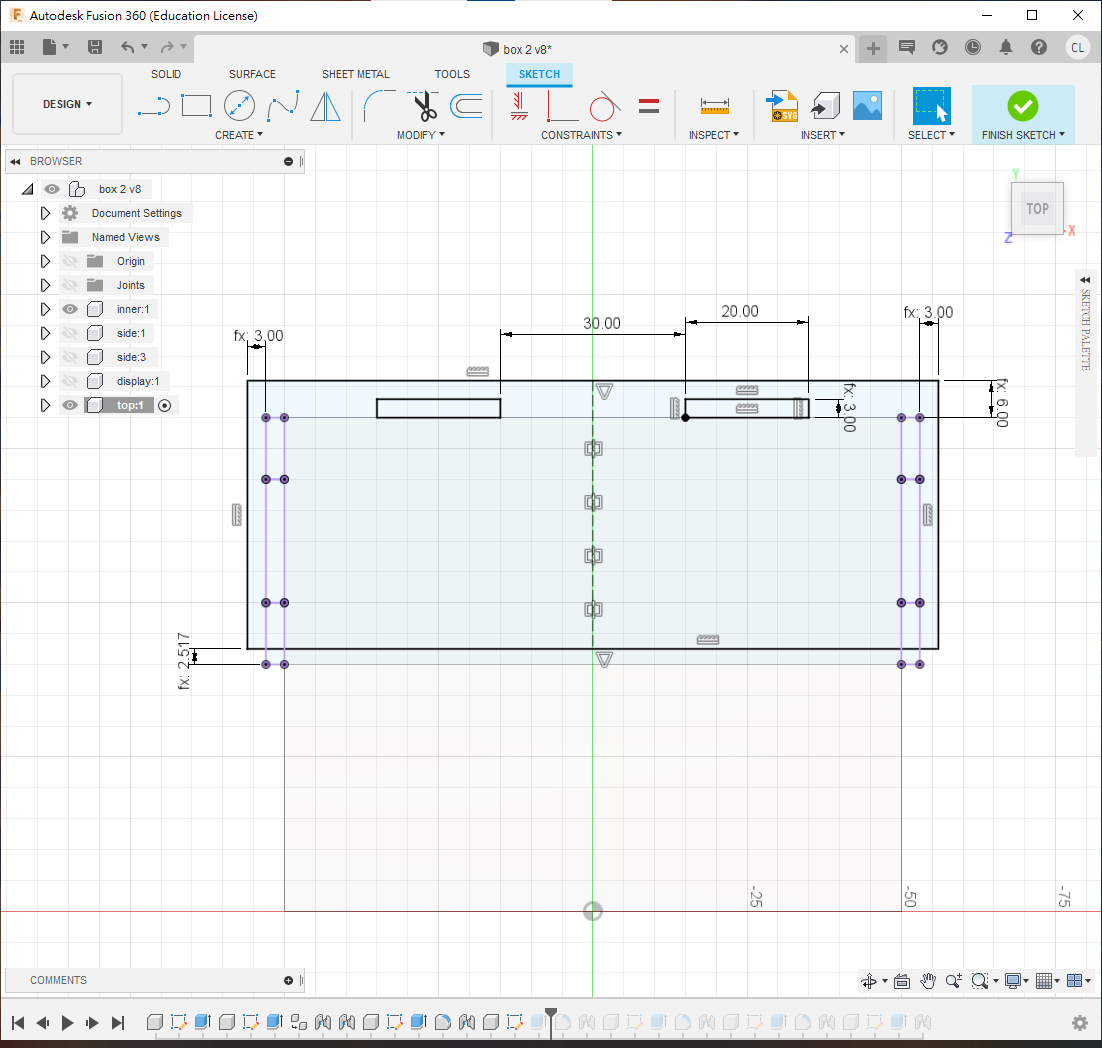 Autodesk Fusion 360 (Education License)
box 2 v8*
CL
SOLID
SURFACE
SHEET METAL
TOOLS
SKETCH
DESIGN
CREATE
MODIFY
CONSTRAINTS
INSPECT
SVG
INSERT
SELECT
FINISH SKETCH
BROWSER
box 2 v8
Document Settings
Named Views
Origin
Joints
inner:1
side:1
side:3
display:1
top:1
Y
TOP
Z
X
SKETCH PALETTE
fx: 3.00
30.00
20.00
fx: 3.00
fx: 3.00
fx: 6.00
fx: 2.517
-25
-50
-75
COMMENTS